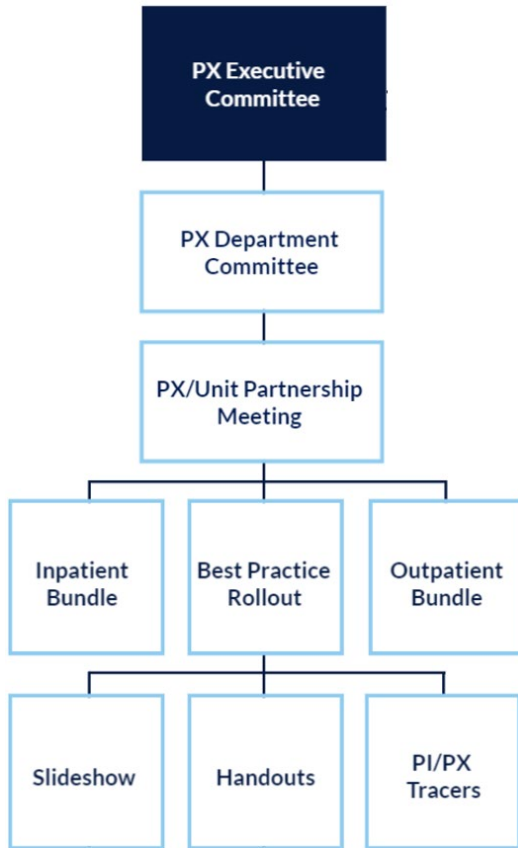 PX Executive
Committee
PX Department
Committee
PX/Unit Partnership
Meeting
Inpatient
Bundle
Best Practice
Rollout
Outpatient
Bundle
Slideshow
Handouts
PI/PX
Tracers